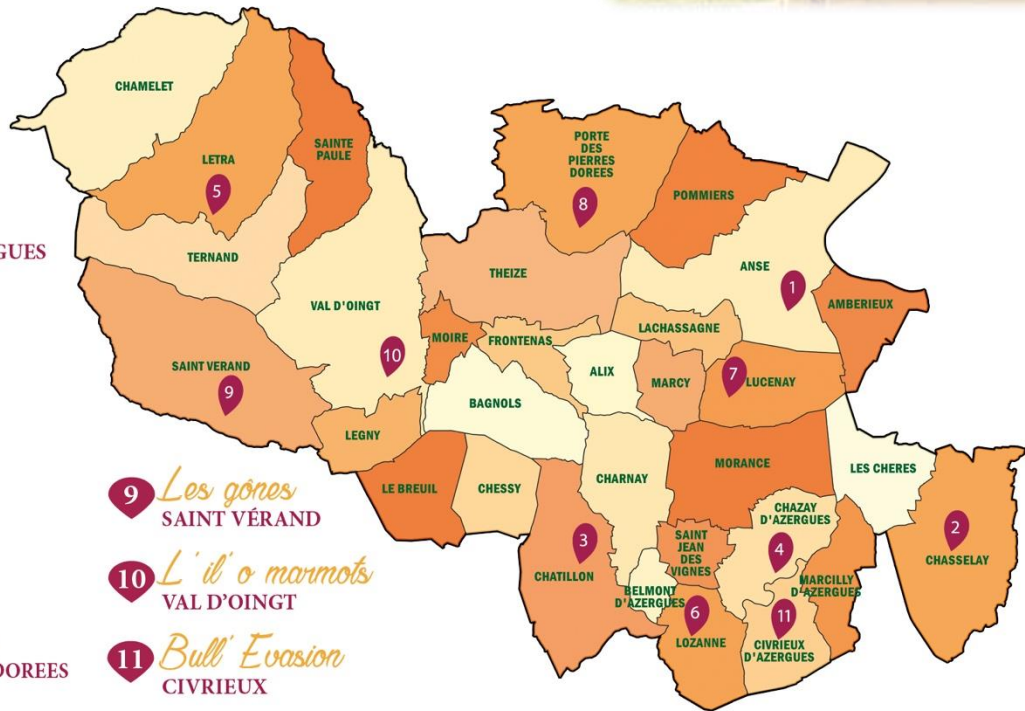 CHAMELET
LETRA
5
SAINTE
PAULE
PORTE
DES
PIERRES
DOREES
8
POMMIERS
GUES
TERNAND
THEIZE
ANSE
1
AMBERIEUX
VAL D'OINGT
10
MOIRE
FRONTENAS
LACHASSAGNE
SAINT VERAND
9
ALIX
MARCY
7
LUCENAY
BAGNOLS
LEGNY
LE BREUIL
CHESSY
CHARNAY
MORANCE
LES CHERES
CHAZAY
D'AZERGUES
4
2
CHASSELAY
3
CHATILLON
SAINT
JEAN
DES
VIGNES
BELMONT
D'AZERGUES
MARCILLY
D'AZERGUES
6
LOZANNE
11
CIVRIEUX
D'AZERGUES
9 Les gônes
SAINT VÉRAND
10 L' il' o marmots
VAL D'OINGT
DOREES
11 Bull' Evasion
CIVRIEUX